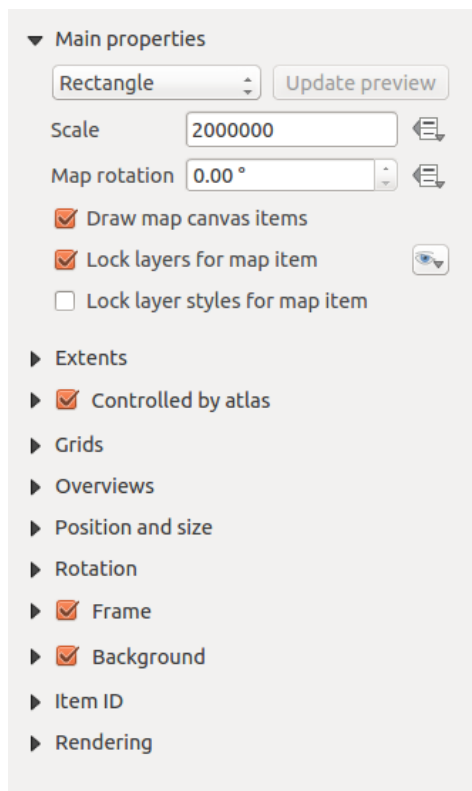 Main properties
Rectangle Update preview
Scale 2000000
Map rotation 0.00 °
Draw map canvas items
Lock layers for map item
Lock layer styles for map item
Extents
Controlled by atlas
Grids
Overviews
Position and size
Rotation
Frame
Background
Item ID
Rendering